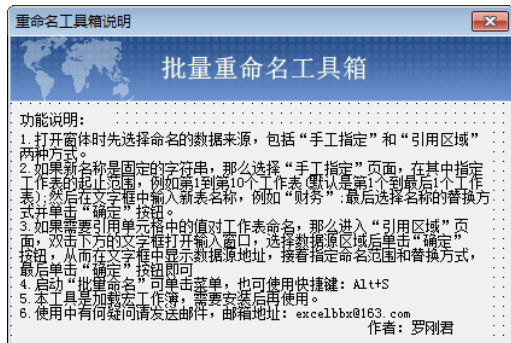 重命名工具箱说明
批量重命名工具箱
功能说明：
1.打开窗体时先选择命名的数据来源，包括“手工指定”和“引用区域”
两种方式。
2.如果新名称是固定的字符串，那么选择“手工指定”页面，在其中指定
工作表的起止范围，例如第1到第10个工作表(默认是第1个到最后1个工作
表);然后在文字框中输入新表名称，例如“财务”;最后选择名称的替换方
式并单击“确定”按钮。
3.如果需要引用单元格中的值对工作表命名，那么进入“引用区域”页
面，双击下方的文字框打开输入窗口，选择数据源区域后单击“确定”
按钮，从而在文字框中显示数据源地址，接着指定命名范围和替换方式，
最后单击“确定”按钮即可
4.启动“批量命名”可单击菜单，也可使用快捷键：Alt+S
5.本工具是加载宏工作簿，需要安装后再使用。
6.使用中有何疑问请发送邮件，邮箱地址：excelbbx@163.com
作者：罗刚君